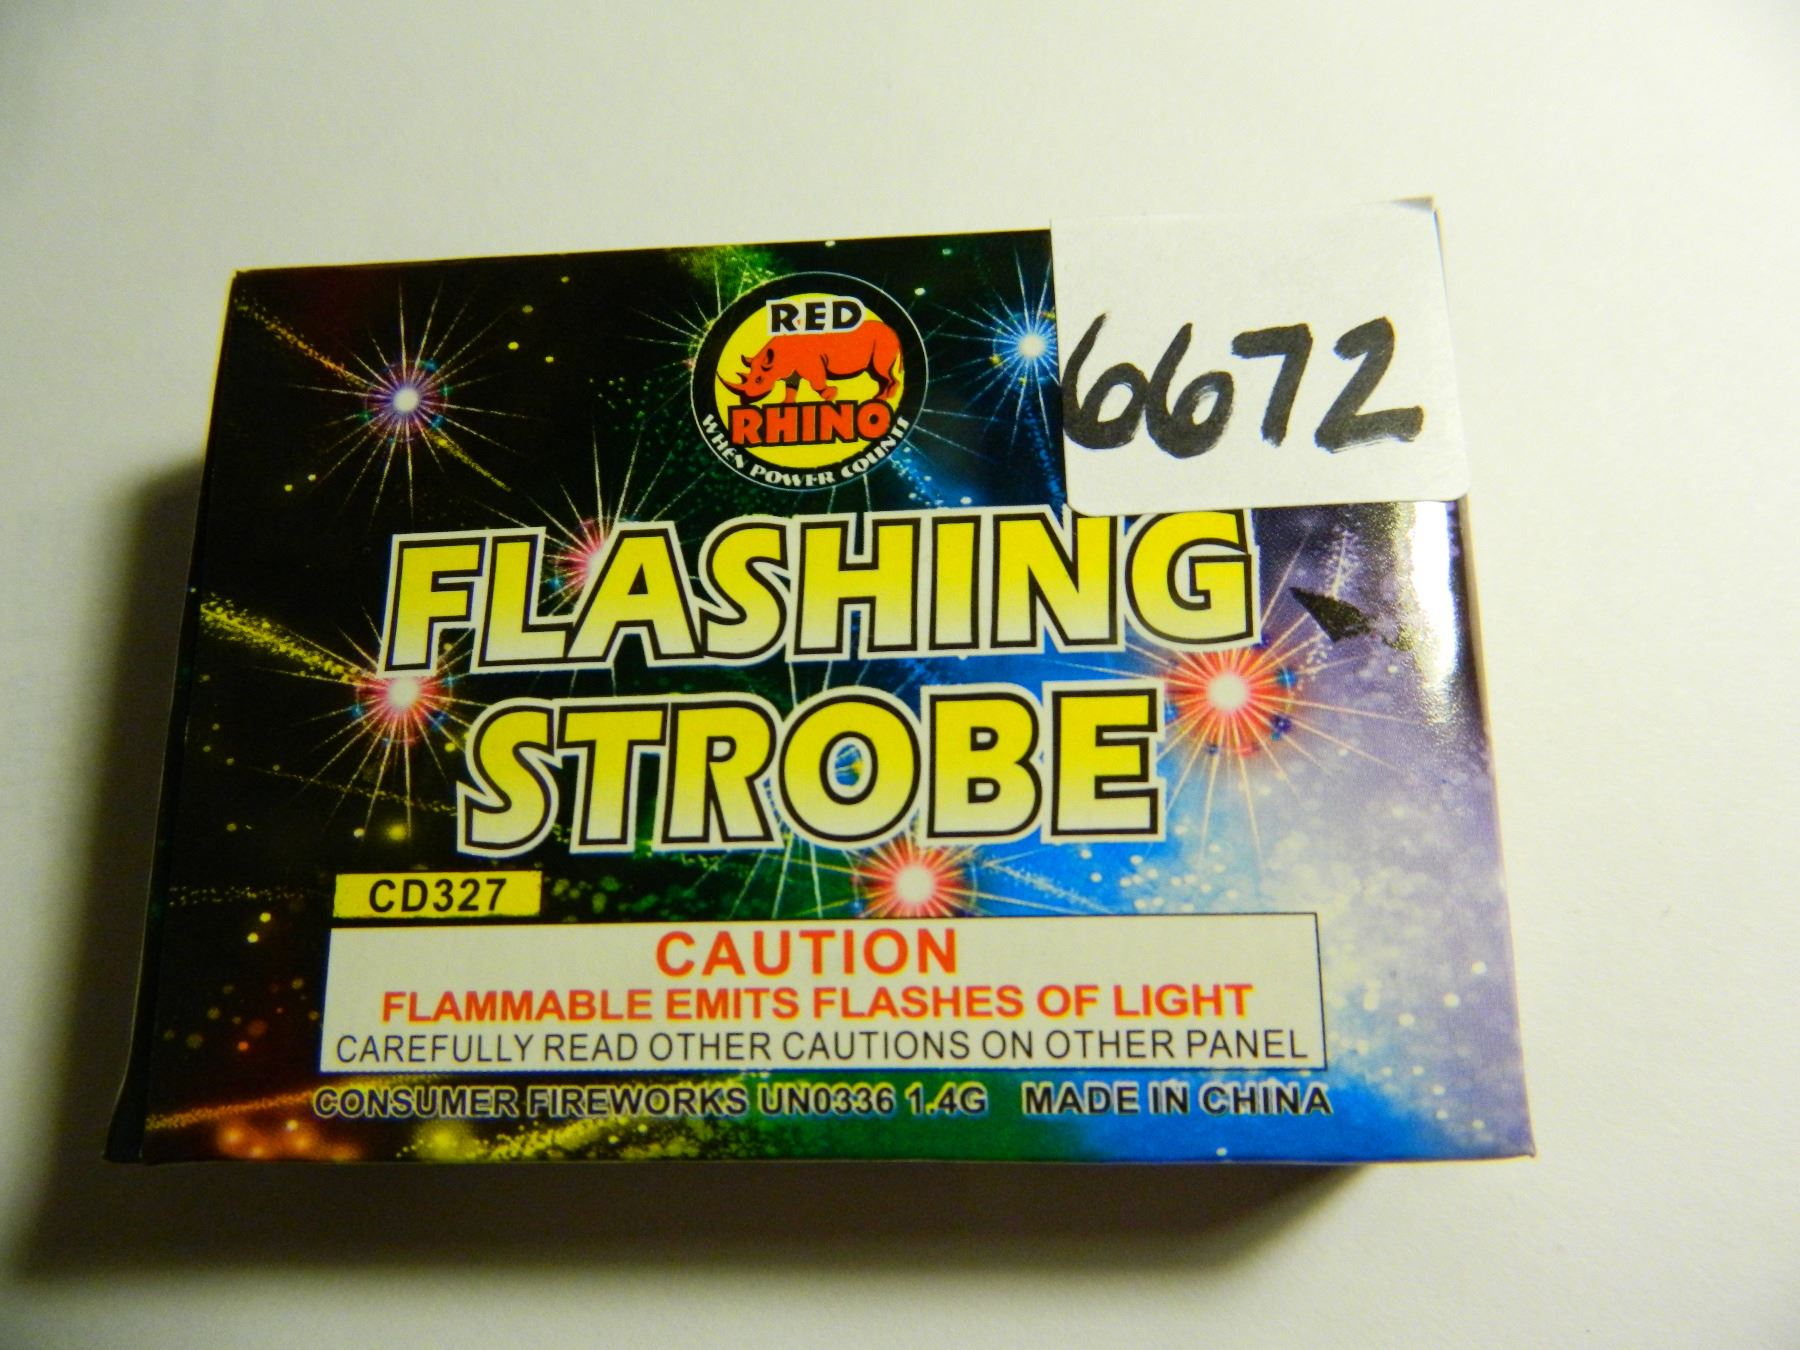 RED
RHINO
WHEN POWER COUNTS
6672
FLASHING
STROBE
CD327
CAUTION
FLAMMABLE EMITS FLASHES OF LIGHT
CAREFULLY READ OTHER CAUTIONS ON OTHER PANEL
CONSUMER FIREWORKS UN0336 1.4G MADE IN CHINA